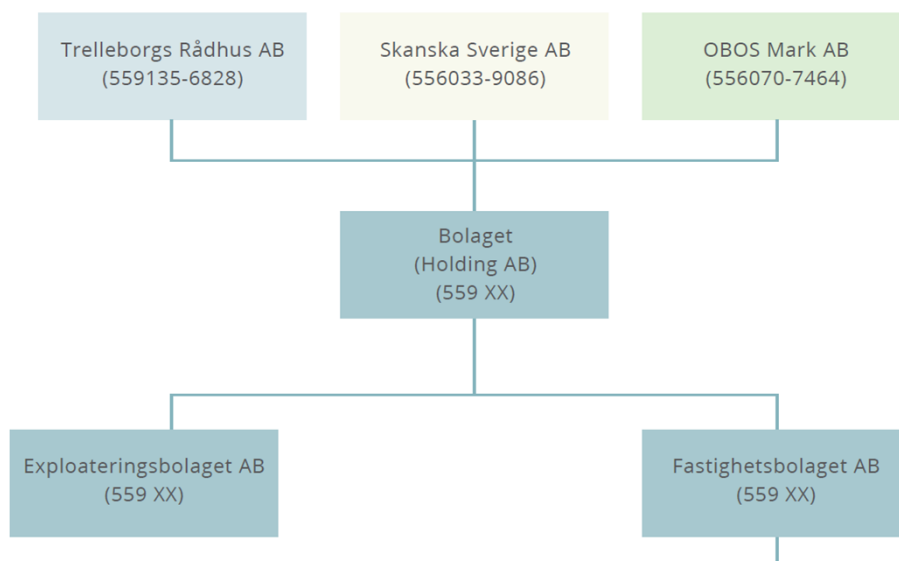 Trelleborgs Rådhus AB
(559135-6828)
Skanska Sverige AB
(556033-9086)
OBOS Mark AB
(556070-7464)
Bolaget
(Holding AB)
(559 XX)
Exploateringsbolaget AB
(559 XX)
Fastighetsbolaget AB
(559 XX)